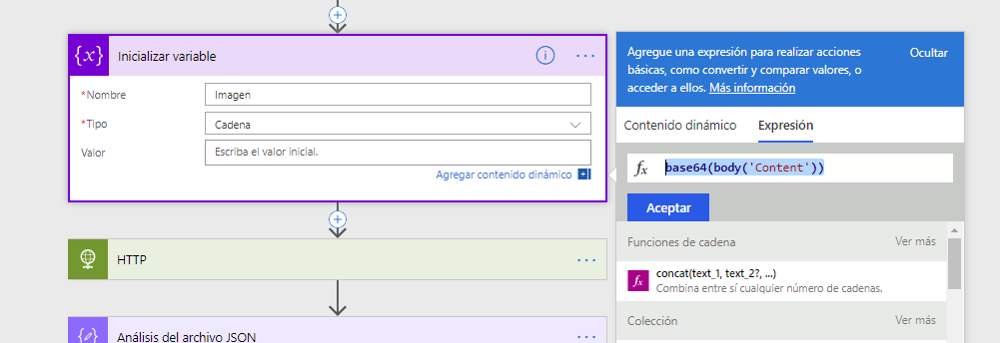 {x} Inicializar variable
*Nombre
Imagen
*Tipo
Cadena
Valor
Escriba el valor inicial.
Agregar contenido dinámico
HTTP
Análisis del archivo JSON
Agregue una expresión para realizar acciones
básicas, como convertir y comparar valores, o
acceder a ellos. Más información
Ocultar
Contenido dinámico
Expresión
fx base64(body('Content'))
Aceptar
Funciones de cadena
Ver más
fx concat(text_1, text_2?, ...)
Combina entre sí cualquier número de cadenas.
Colección
Ver más